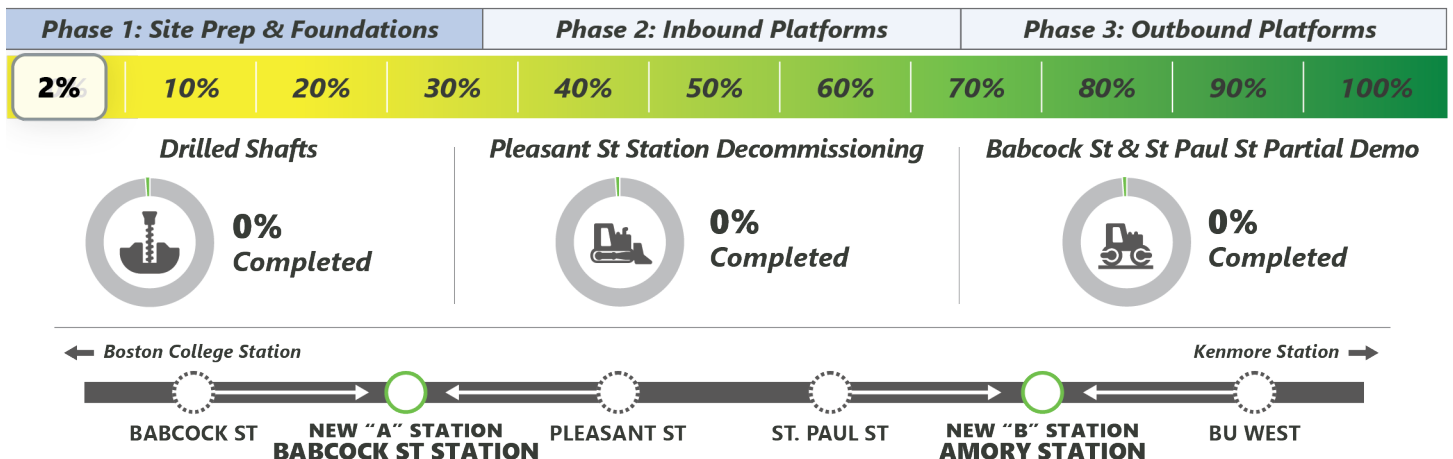 Phase 1: Site Prep & Foundations Phase 2: Inbound Platforms Phase 3: Outbound Platforms
2% 10% 20% 30% 40% 50% 60% 70% 80% 90% 100%
Drilled Shafts
0%
Completed
Pleasant St Station Decommissioning
0%
Completed
Babcock St & St Paul St Partial Demo
0%
Completed
Boston College Station
Kenmore Station
BABCOCK ST
NEW “A” STATION
BABCOCK ST STATION
PLEASANT ST
ST. PAUL ST
NEW “B” STATION
AMORY STATION
BU WEST